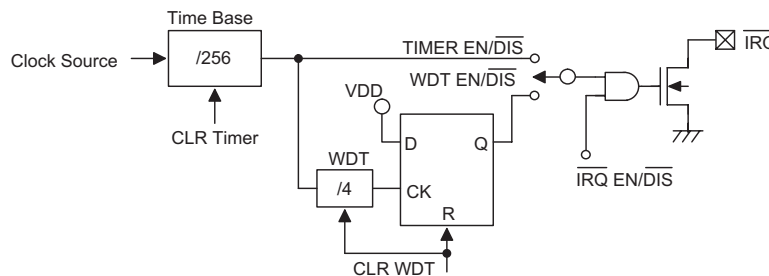 Time Base
Clock Source
/256
CLR Timer
TIMER EN/DIS
WDT EN/DIS
VDD
D
Q
CK
R
WDT
/4
CLR WDT
IRQ EN/DIS